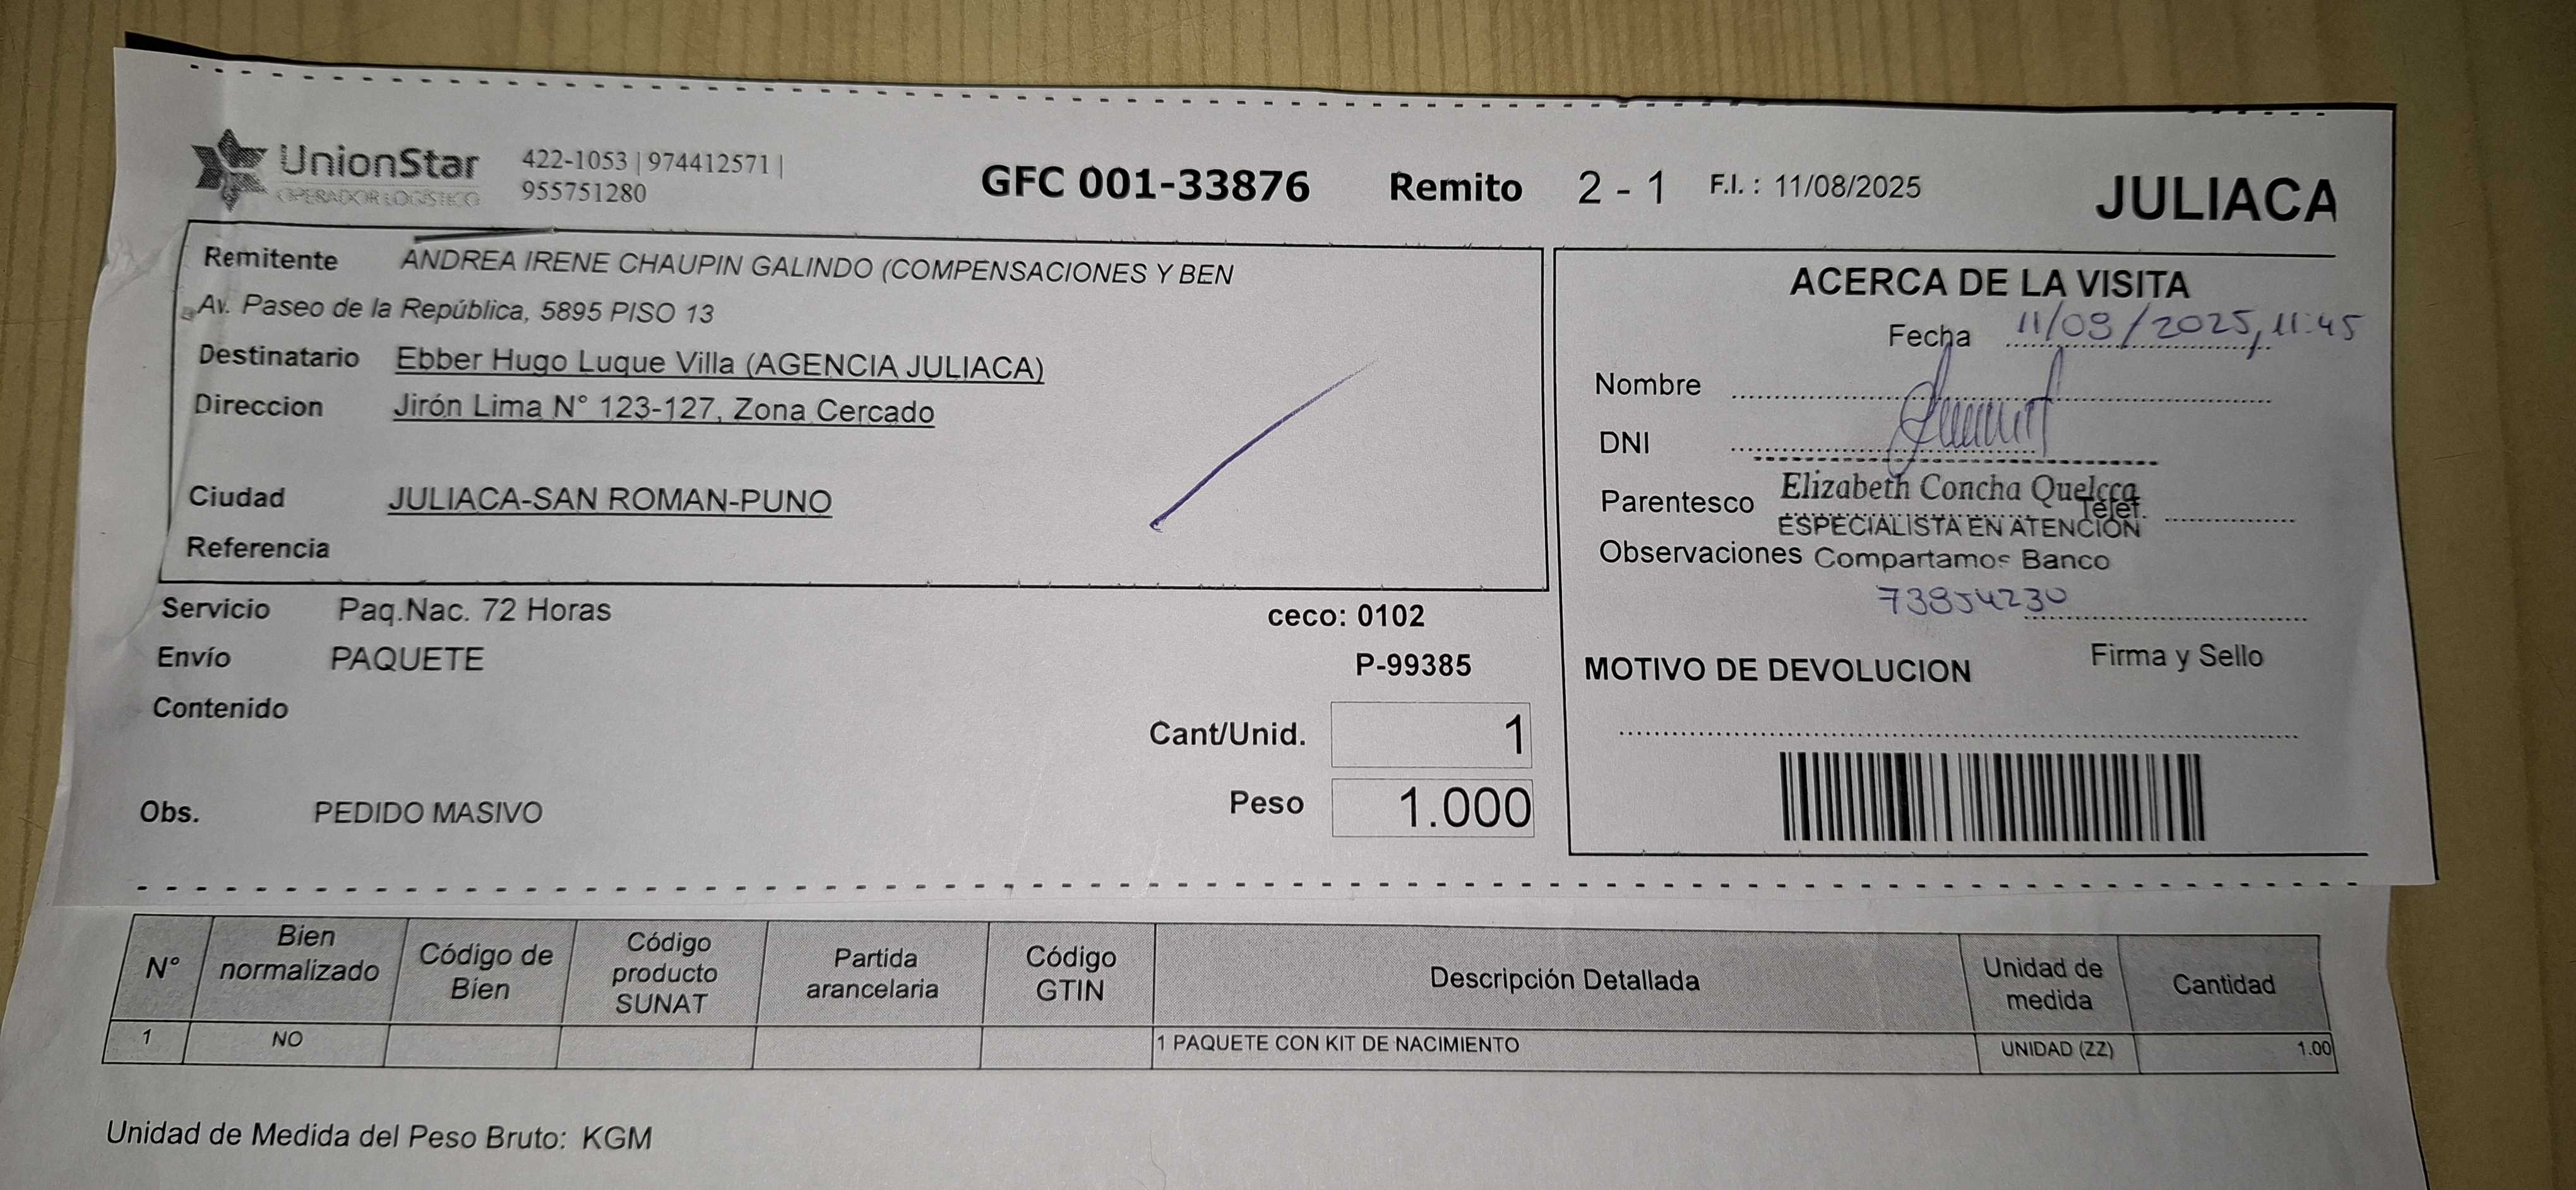 UnionStar
OPERADOR LOGÍSTICO
422-1053 | 974412571 |
955751280
GFC 001-33876 Remito 2 - 1 F.I. : 11/08/2025
JULIACA
Remitente ANDREA IRENE CHAUPIN GALINDO (COMPENSACIONES Y BEN
Av. Paseo de la República, 5895 PISO 13
Destinatario Ebber Hugo Luque Villa (AGENCIA JULIACA)
Direccion Jirón Lima N° 123-127, Zona Cercado
Ciudad JULIACA-SAN ROMAN-PUNO
Referencia
Servicio Paq.Nac. 72 Horas
ceco: 0102
Envío PAQUETE
P-99385
Contenido
Cant/Unid. 1
Peso 1.000
Obs. PEDIDO MASIVO
ACERCA DE LA VISITA
Fecha 11/09/2025, 11:45
Nombre
DNI
Elizabeth Concha Quelcca
Parentesco Telef.
ESPECIALISTA EN ATENCIÓN
Observaciones Compartamos Banco
73954230
Firma y Sello
MOTIVO DE DEVOLUCION
N° Bien normalizado Código de Bien Código producto SUNAT Partida arancelaria Código GTIN Descripción Detallada Unidad de medida Cantidad
1 NO 1 PAQUETE CON KIT DE NACIMIENTO UNIDAD (ZZ) 1.00
Unidad de Medida del Peso Bruto: KGM